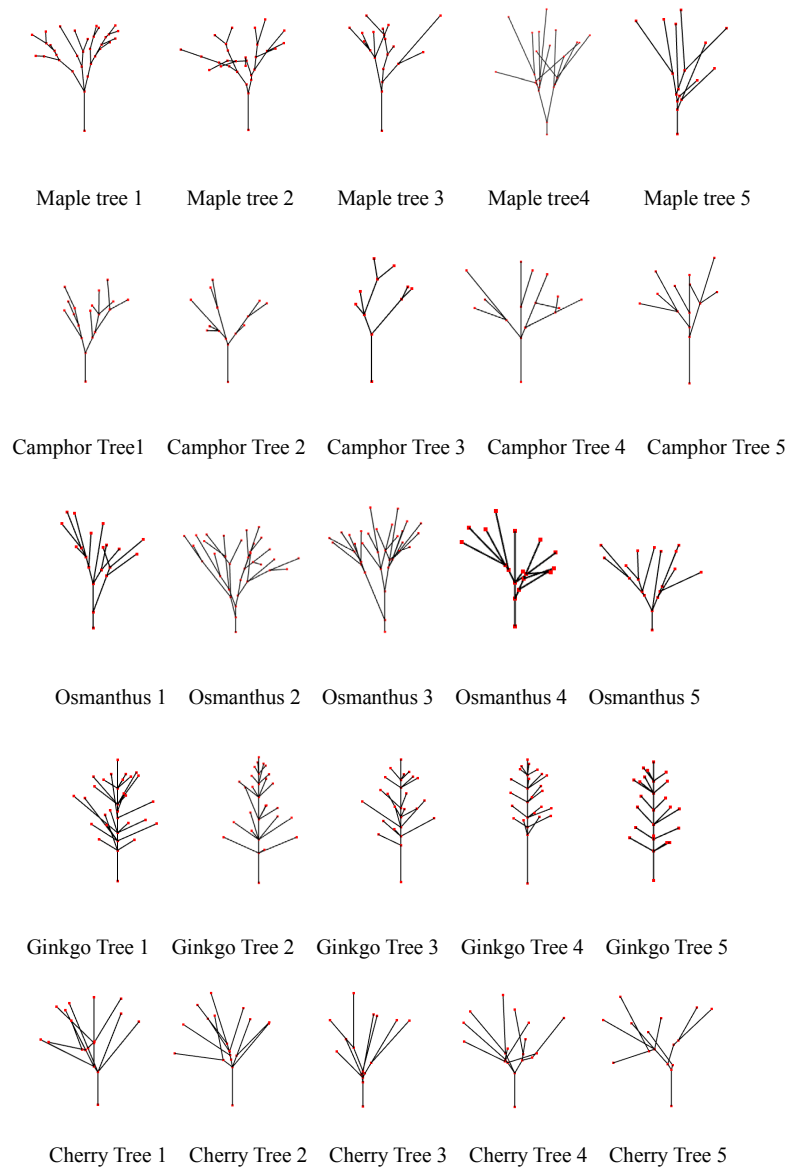 Maple tree 1 Maple tree 2 Maple tree 3 Maple tree4 Maple tree 5
Camphor Tree1 Camphor Tree 2 Camphor Tree 3 Camphor Tree 4 Camphor Tree 5
Osmanthus 1 Osmanthus 2 Osmanthus 3 Osmanthus 4 Osmanthus 5
Ginkgo Tree 1 Ginkgo Tree 2 Ginkgo Tree 3 Ginkgo Tree 4 Ginkgo Tree 5
Cherry Tree 1 Cherry Tree 2 Cherry Tree 3 Cherry Tree 4 Cherry Tree 5